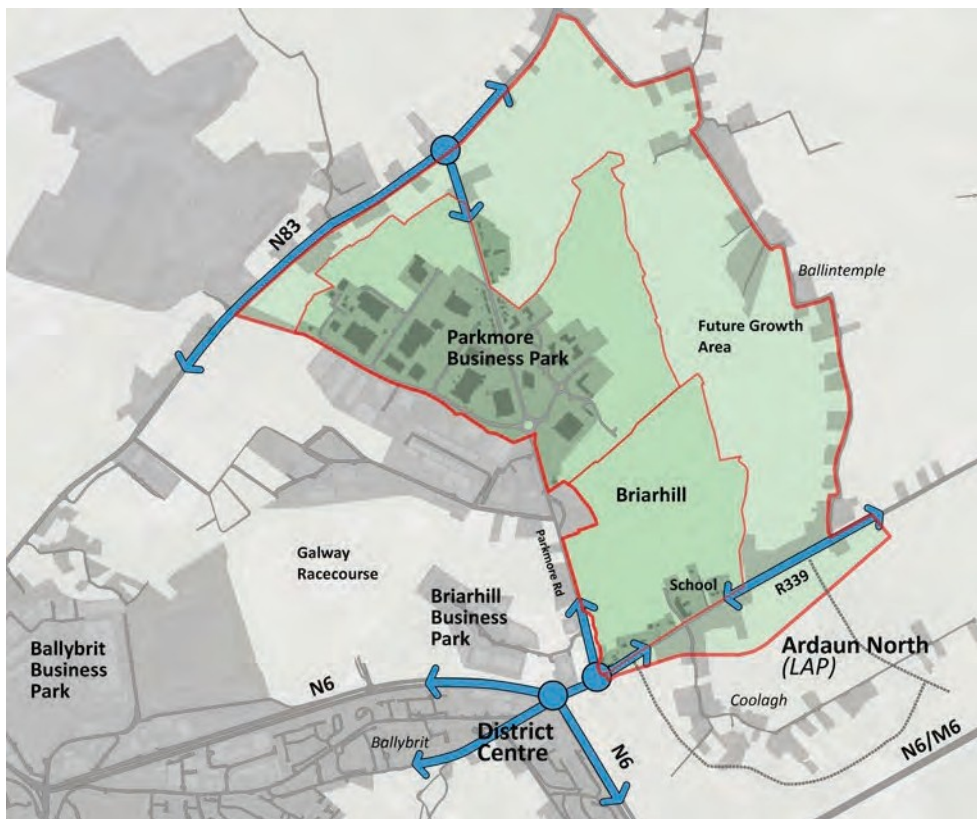 N83
Ballintemple
Parkmore
Business Park
Future Growth
Area
Briarhill
Parkmore Rd
Galway
Racecourse
School
R339
Briarhill
Business
Park
Ballybrit
Business
Park
Ardaun North
(LAP)
N6
Coolagh
District
Centre
Ballybrit
N6
N6/M6